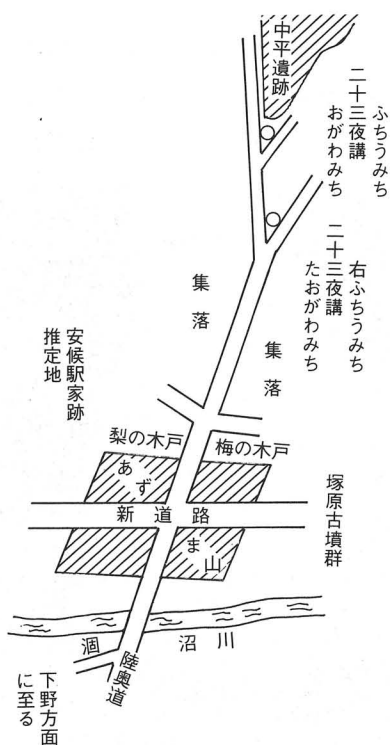 中平遺跡
ふちうみち
二十三夜講
おがわみち
右ふちうみち
二十三夜講
たおがわみち
集落
集落
安候駅家跡
推定地
梨の木戸
梅の木戸
あずま山
新道路
塚原古墳群
涸沼川
陸奥道
下野方面
に至る